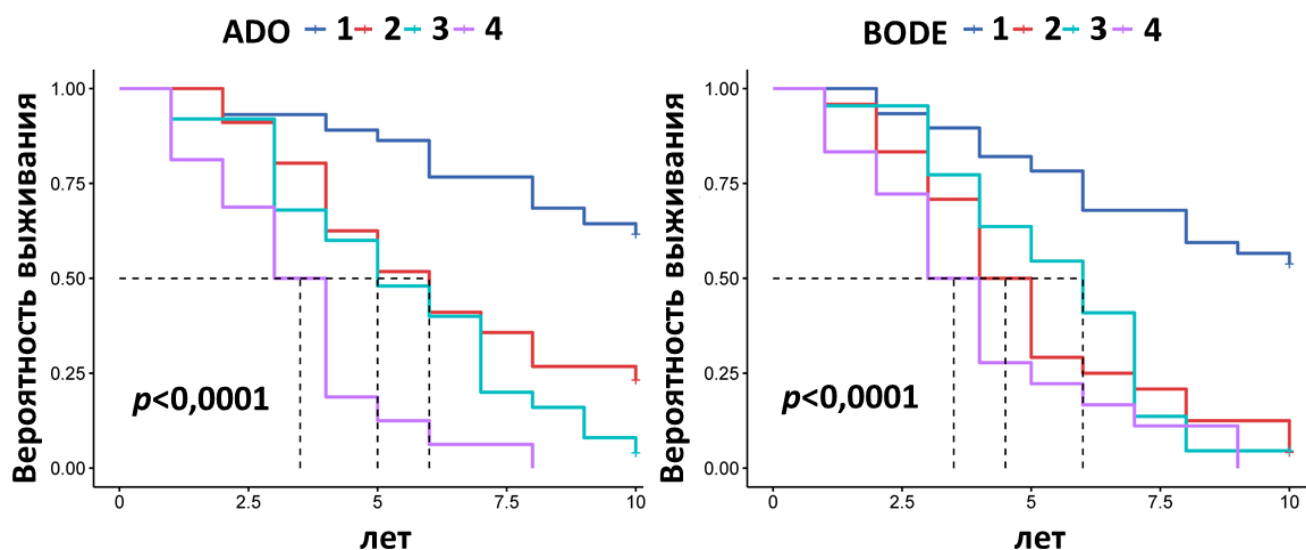 ADO 1 2 3 4
Вероятность выживания
1.00
0.75
0.50
0.25
0.00
p<0,0001
0 2.5 5 7.5 10
лет
BODE 1 2 3 4
Вероятность выживания
1.00
0.75
0.50
0.25
0.00
p<0,0001
0 2.5 5 7.5 10
лет